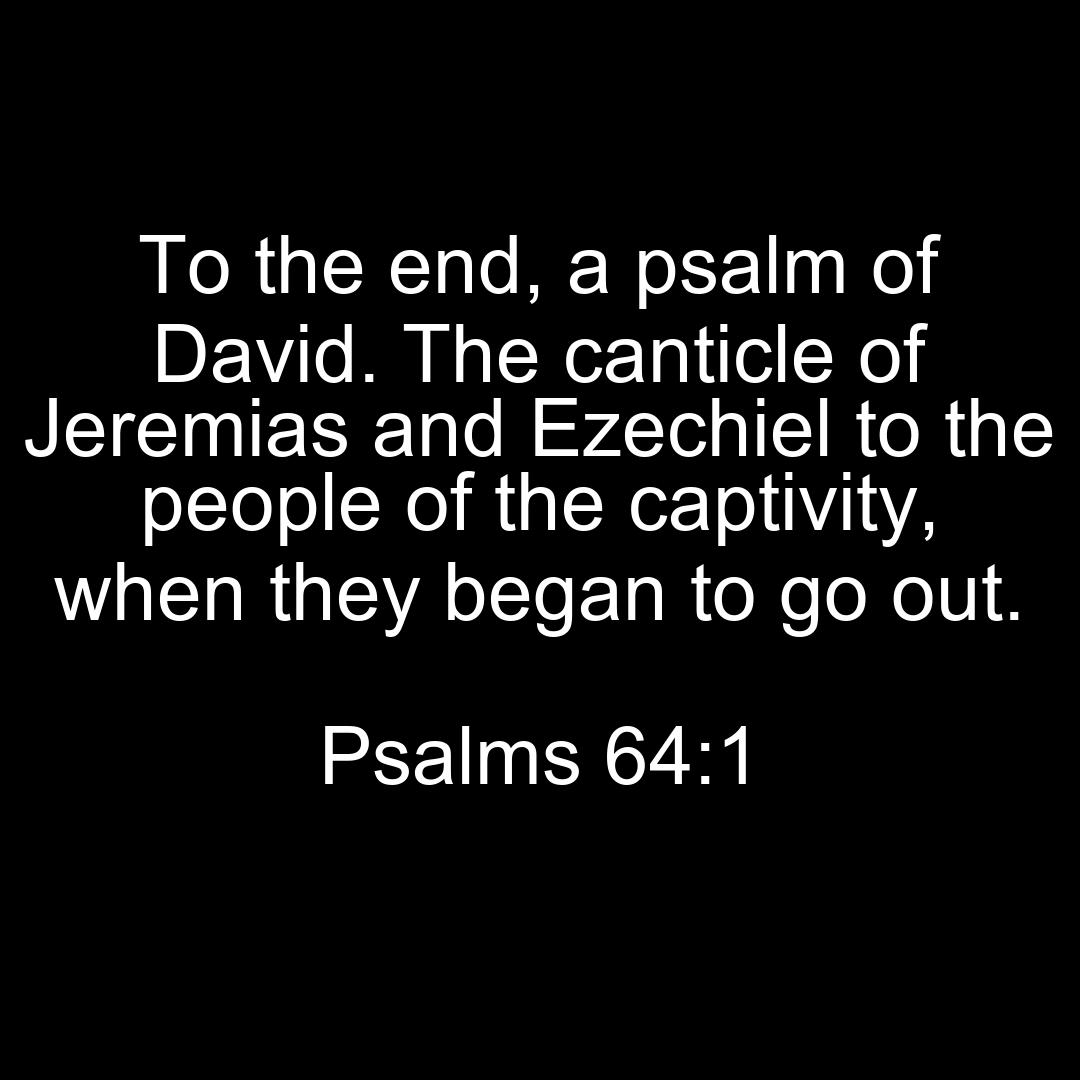 To the end, a psalm of
David. The canticle of
Jeremias and Ezechiel to the
people of the captivity,
when they began to go out.
Psalms 64:1